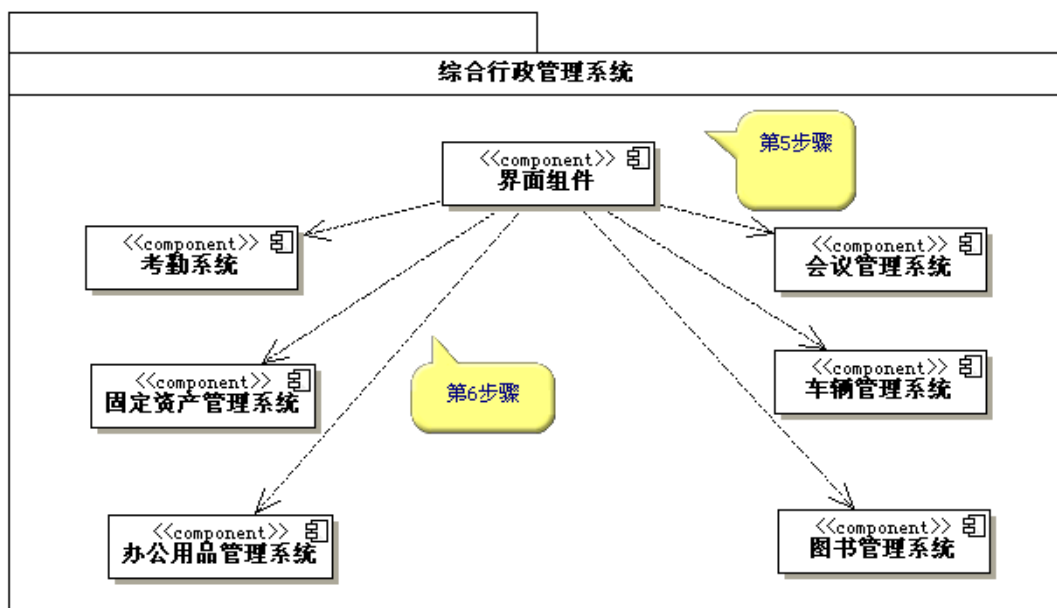 综合行政管理系统
第5步骤
<<component>>
界面组件
<<component>>
考勤系统
<<component>>
会议管理系统
<<component>>
固定资产管理系统
第6步骤
<<component>>
车辆管理系统
<<component>>
办公用品管理系统
<<component>>
图书管理系统